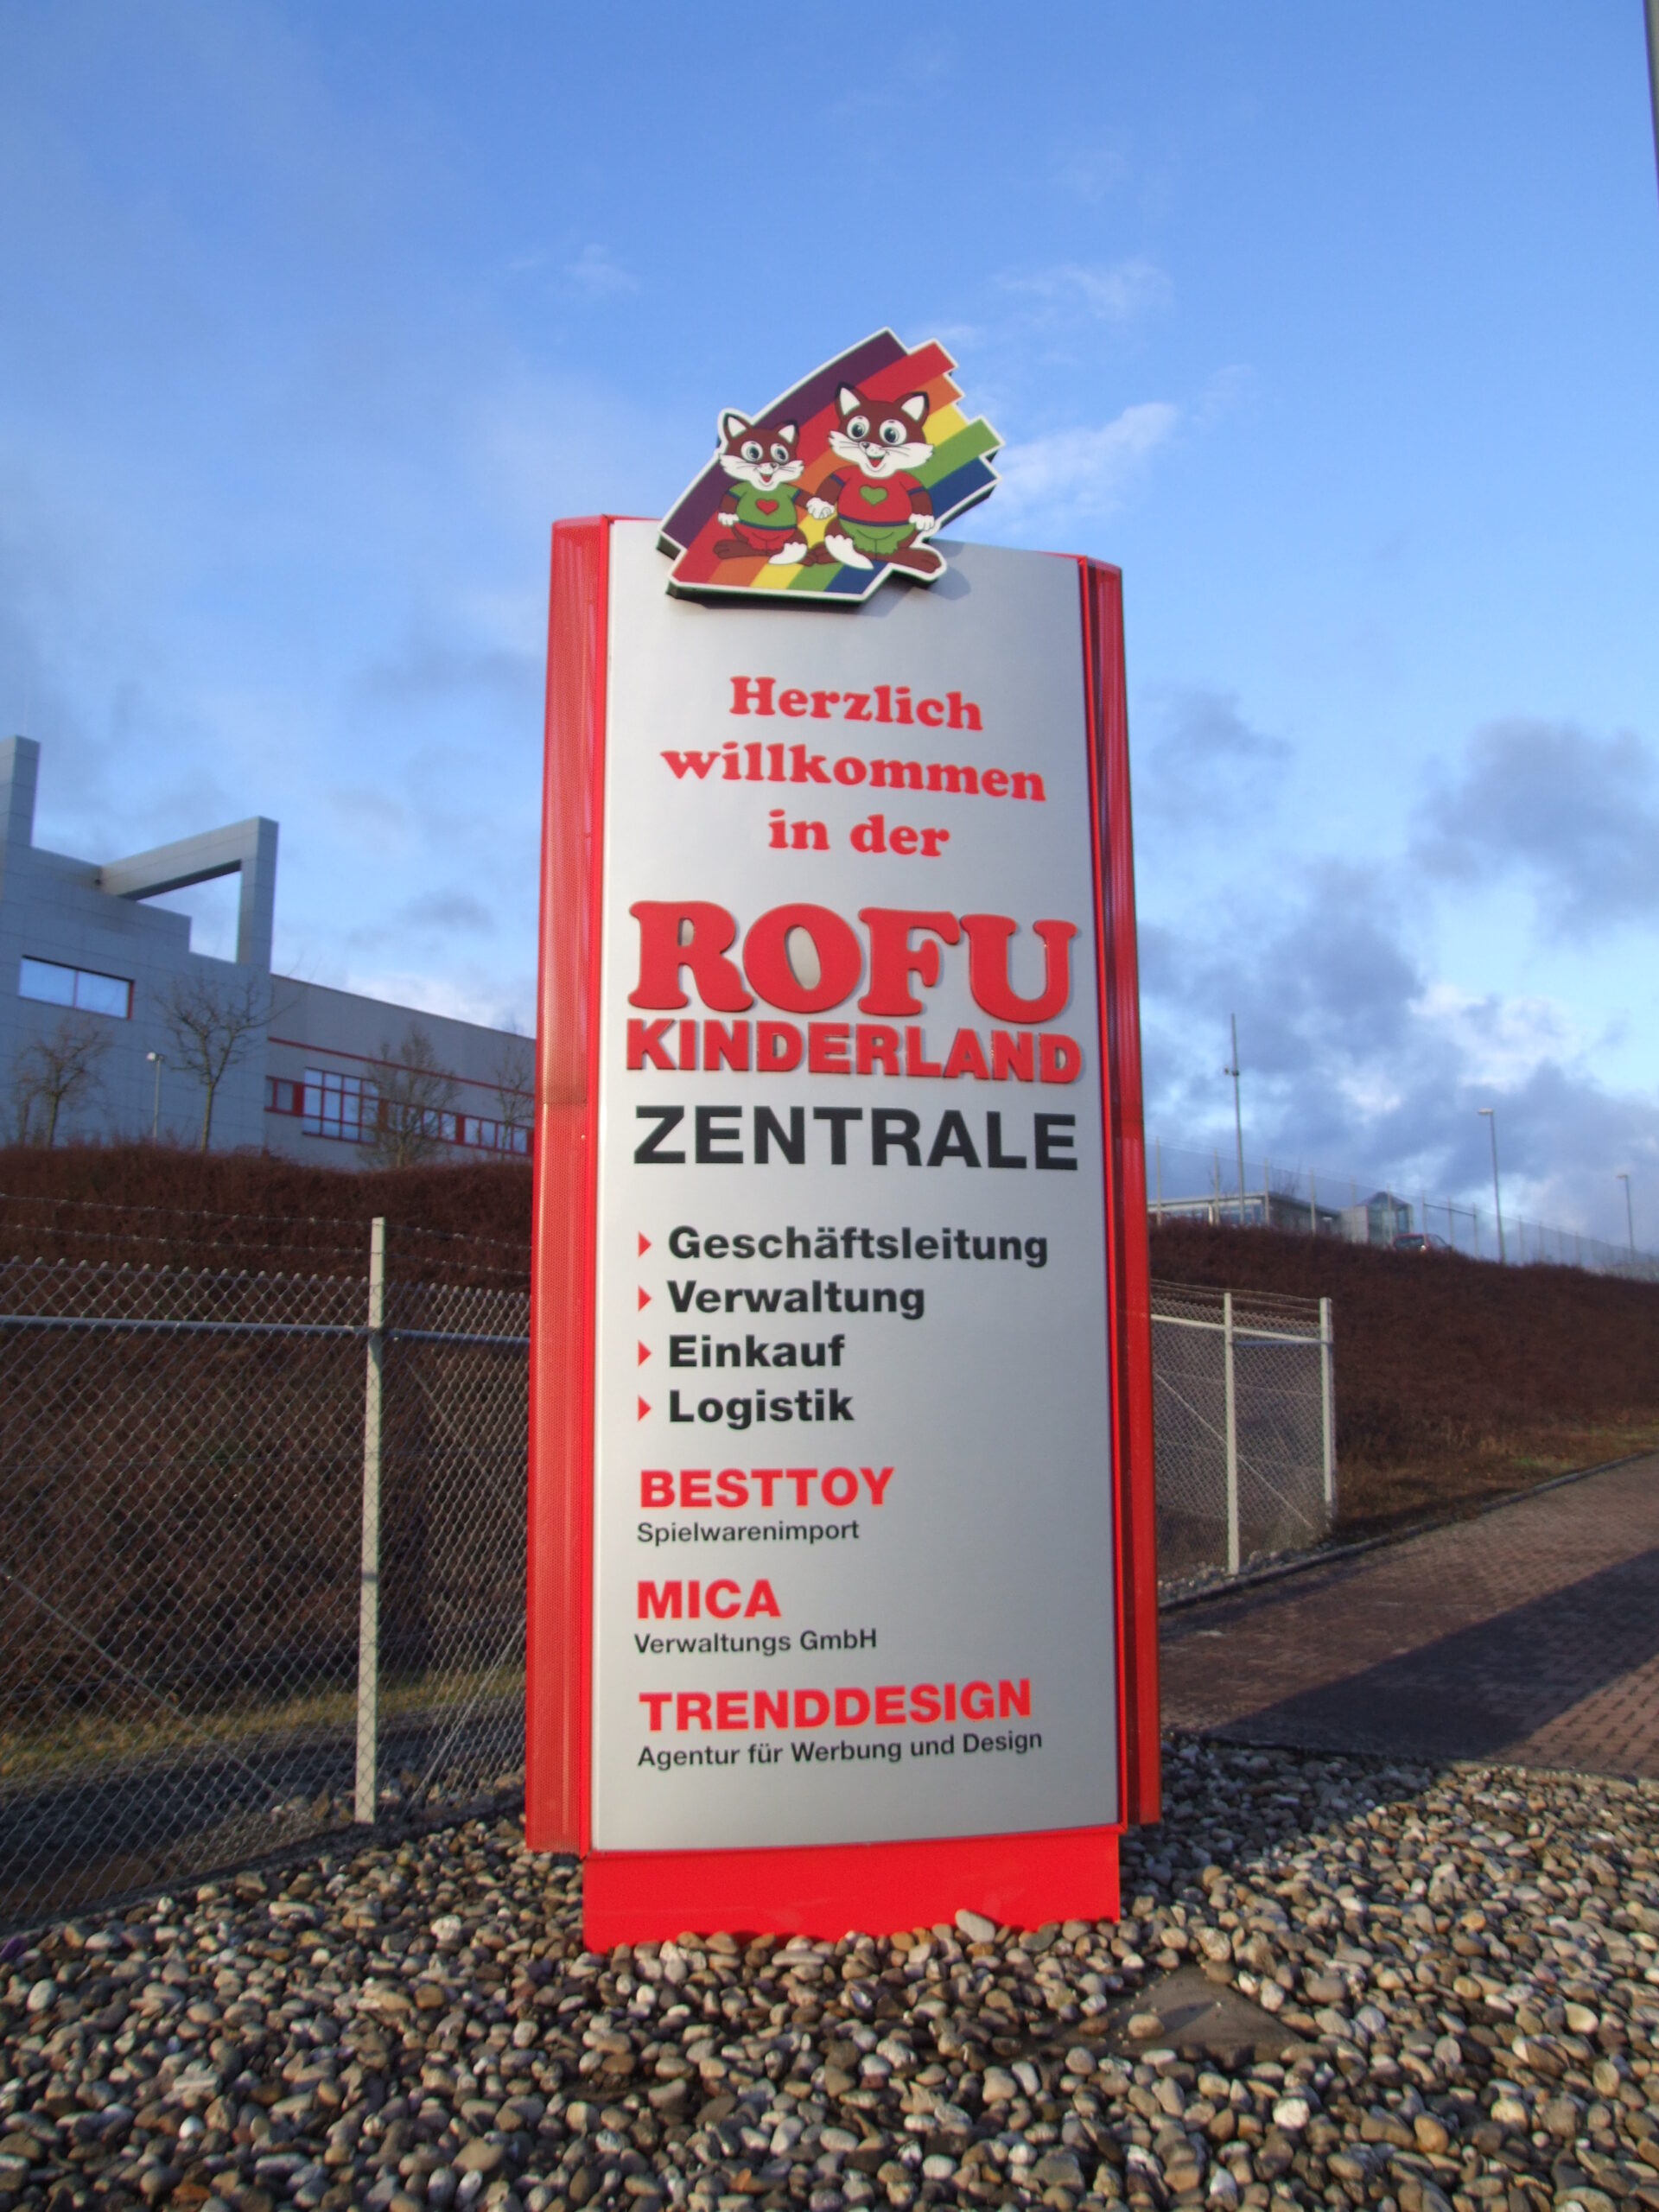 Herzlich
willkommen
in der
ROFU
KINDERLAND
ZENTRALE
Geschäftsleitung
Verwaltung
Einkauf
Logistik
BESTTOY
Spielwarenimport
MICA
Verwaltungs GmbH
TRENDDESIGN
Agentur für Werbung und Design